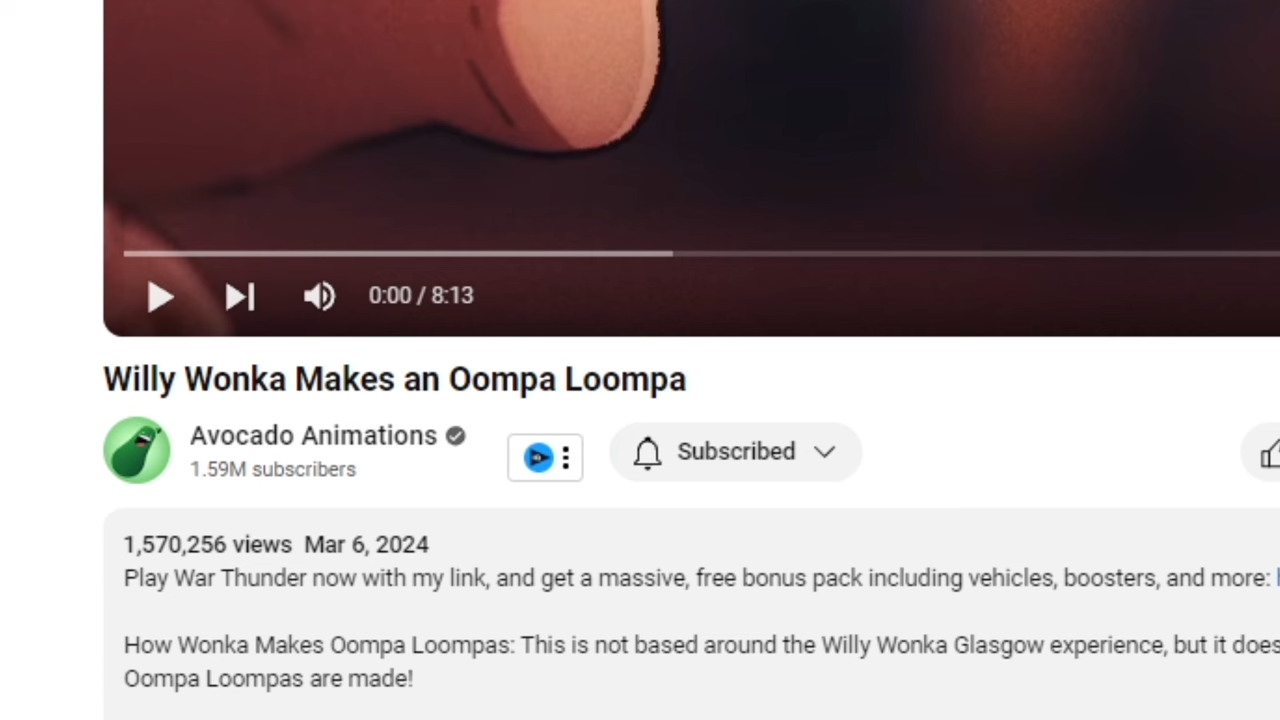 0:00 / 8:13
Willy Wonka Makes an Oompa Loompa
Avocado Animations
1.59M subscribers
Subscribed
1,570,256 views Mar 6, 2024
Play War Thunder now with my link, and get a massive, free bonus pack including vehicles, boosters, and more:
How Wonka Makes Oompa Loompas: This is not based around the Willy Wonka Glasgow experience, but it does
Oompa Loompas are made!